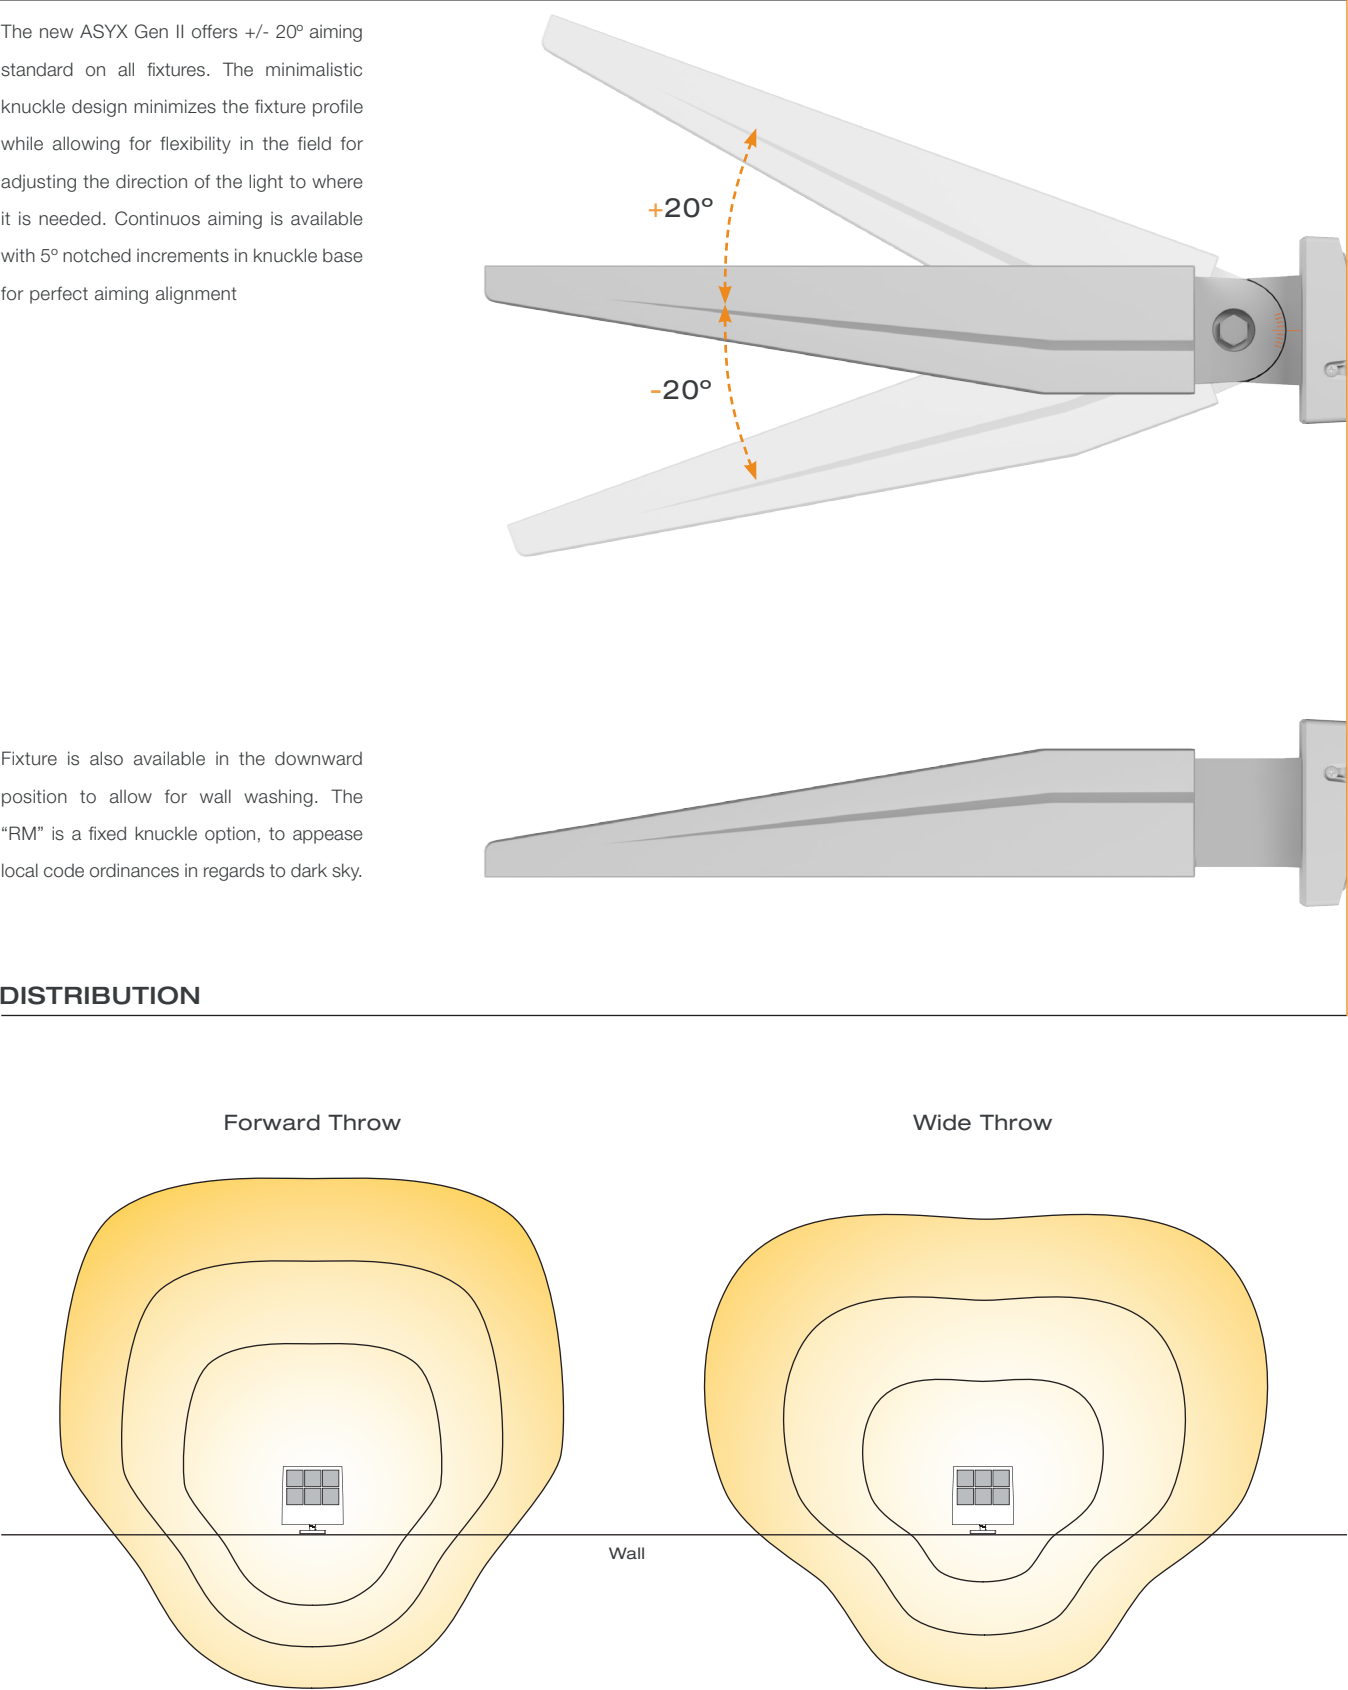 The new ASYX Gen II offers +/- 20º aiming
standard on all fixtures. The minimalistic
knuckle design minimizes the fixture profile
while allowing for flexibility in the field for
adjusting the direction of the light to where
it is needed. Continuos aiming is available
with 5º notched increments in knuckle base
for perfect aiming alignment
+20º
-20º
Fixture is also available in the downward
position to allow for wall washing. The
“RM” is a fixed knuckle option, to appease
local code ordinances in regards to dark sky.
DISTRIBUTION
Forward Throw
Wide Throw
Wall